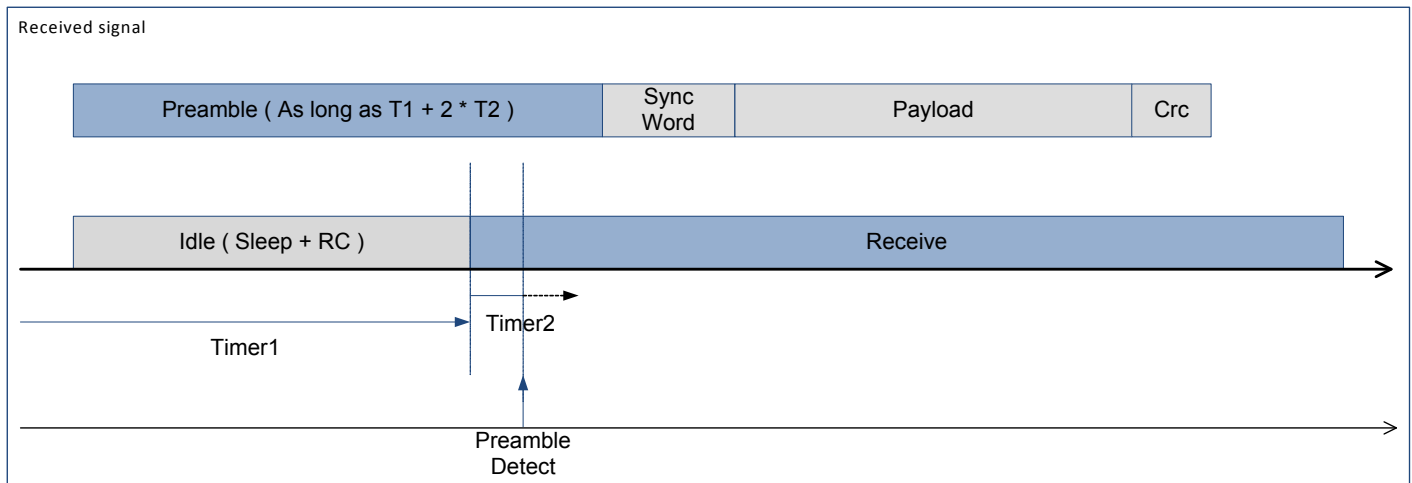 Received signal
Preamble ( As long as T1 + 2 * T2 )
Sync
Word
Payload
Crc
Idle ( Sleep + RC )
Receive
Timer2
Timer1
Preamble
Detect